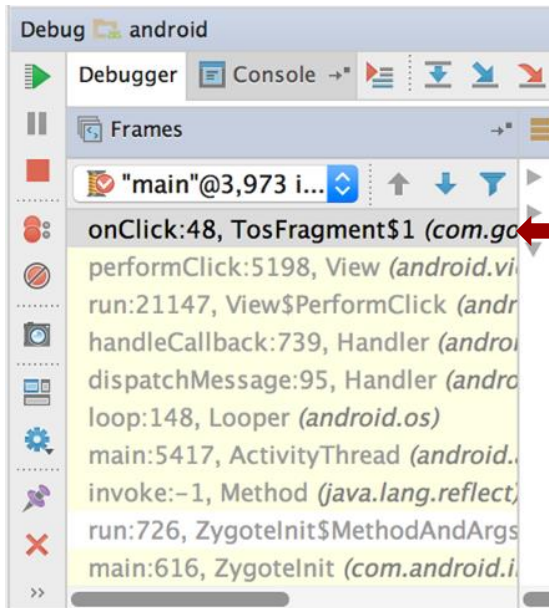 Debug android
Debugger Console
Frames
"main"@3,973 i...
onClick:48, TosFragment$1 (com.go
performClick:5198, View (android.vi
run:21147, View$PerformClick (andr
handleCallback:739, Handler (androi
dispatchMessage:95, Handler (andro
loop:148, Looper (android.os)
main:5417, ActivityThread (android.
invoke:–1, Method (java.lang.reflect)
run:726, ZygoteInit$MethodAndArgs
main:616, ZygoteInit (com.android.i